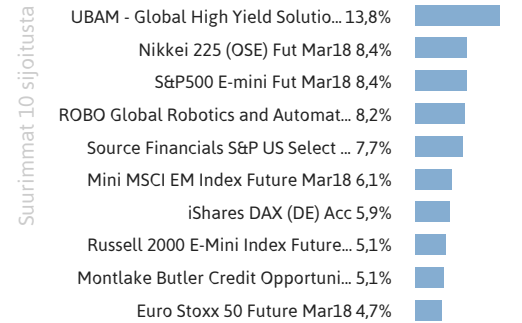 Suurimmat 10 sijoitusta
UBAM - Global High Yield Solutio... 13,8%
Nikkei 225 (OSE) Fut Mar18 8,4%
S&P500 E-mini Fut Mar18 8,4%
ROBO Global Robotics and Automat... 8,2%
Source Financials S&P US Select ... 7,7%
Mini MSCI EM Index Future Mar18 6,1%
iShares DAX (DE) Acc 5,9%
Russell 2000 E-Mini Index Future... 5,1%
Montlake Butler Credit Opportuni... 5,1%
Euro Stoxx 50 Future Mar18 4,7%